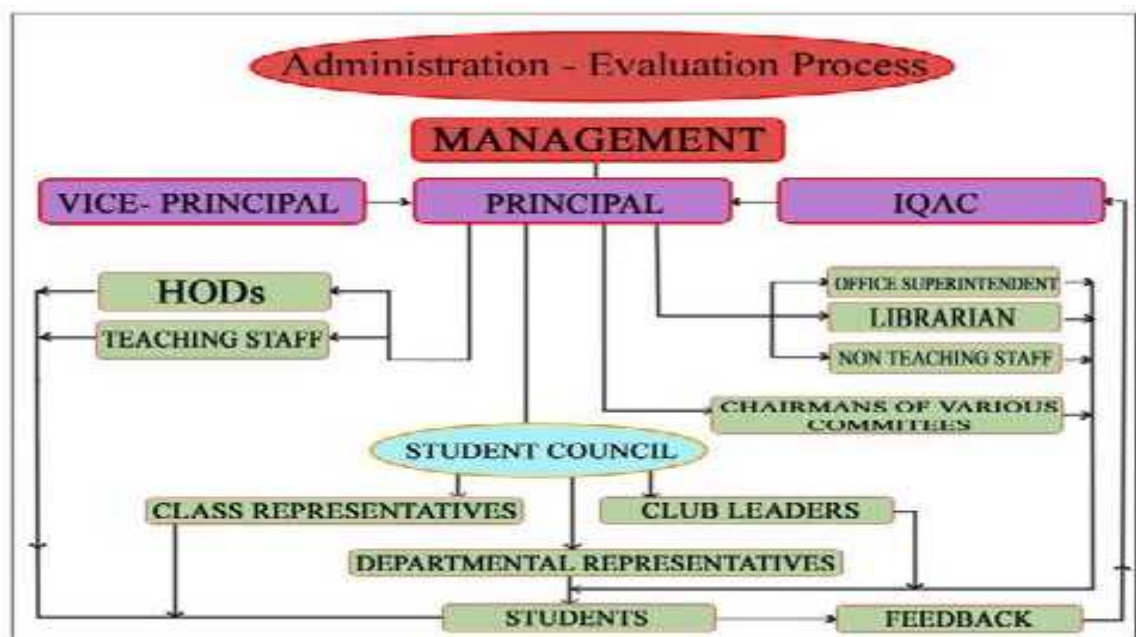 Administration - Evaluation Process
MANAGEMENT
VICE- PRINCIPAL
PRINCIPAL
IQAC
HODs
TEACHING STAFF
OFFICE SUPERINTENDENT
LIBRARIAN
NON TEACHING STAFF
CHAIRMANS OF VARIOUS
COMMITEES
STUDENT COUNCIL
CLASS REPRESENTATIVES
CLUB LEADERS
DEPARTMENTAL REPRESENTATIVES
STUDENTS
FEEDBACK